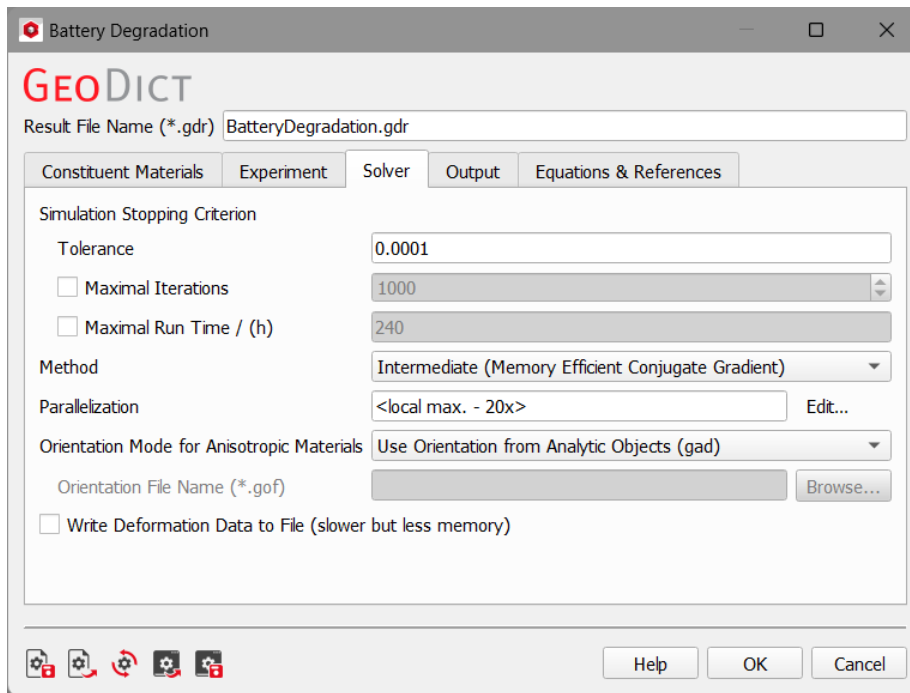 Battery Degradation
GEODICT
Result File Name (*.gdr) BatteryDegradation.gdr
Constituent Materials Experiment Solver Output Equations & References
Simulation Stopping Criterion
Tolerance 0.0001
Maximal Iterations 1000
Maximal Run Time / (h) 240
Method Intermediate (Memory Efficient Conjugate Gradient)
Parallelization <local max. - 20x> Edit...
Orientation Mode for Anisotropic Materials Use Orientation from Analytic Objects (gad)
Orientation File Name (*.gof) Browse...
Write Deformation Data to File (slower but less memory)
Help OK Cancel